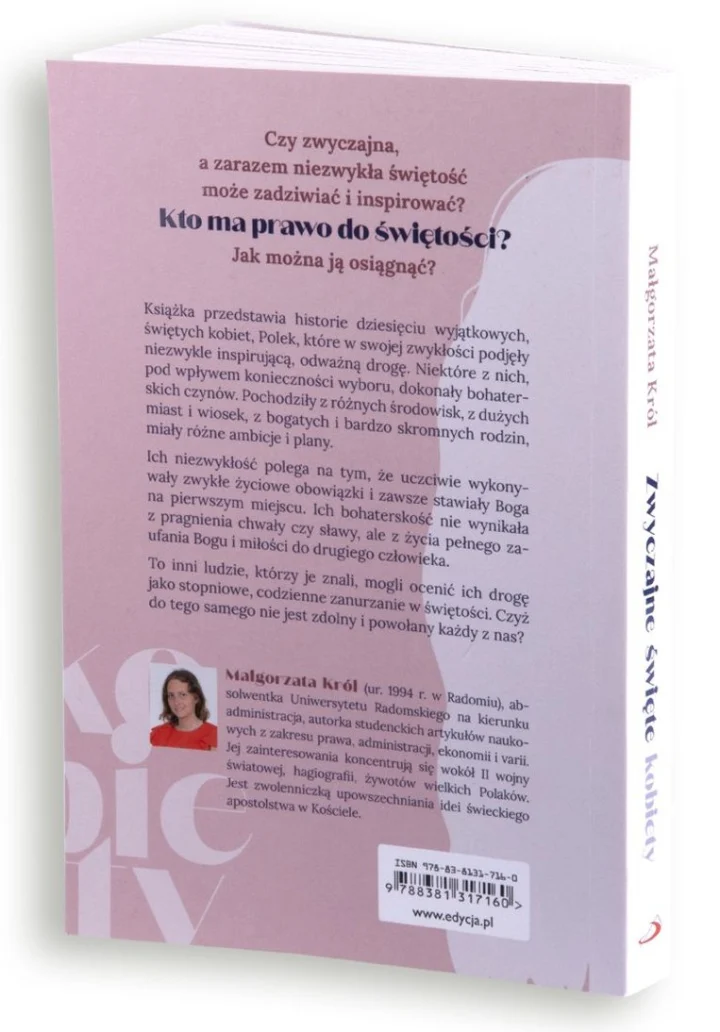 Czy zwyczajna,
a zarazem niezwykła świętość
może zadziwiać i inspirować?
Kto ma prawo do świętości?
Jak można ją osiągnąć?
Książka przedstawia historie dziesięciu wyjątkowych,
świętych kobiet, Polek, które w swojej zwykłości podjęły
niezwykle inspirującą, odważną drogę. Niektóre z nich,
pod wpływem konieczności wyboru, dokonały bohater-
skich czynów. Pochodziły z różnych środowisk, z dużych
miast i wiosek, z bogatych i bardzo skromnych rodzin,
miały różne ambicje i plany.
Ich niezwykłość polega na tym, że uczciwie wykony-
wały zwykłe życiowe obowiązki i zawsze stawiały Boga
na pierwszym miejscu. Ich bohaterskość nie wynikała
z pragnienia chwały czy sławy, ale z życia pełnego za-
ufania Bogu i miłości do drugiego człowieka.
To inni ludzie, którzy je znali, mogli ocenić ich drogę
jako stopniowe, codzienne zanurzanie w świętości. Czyż
do tego samego nie jest zdolny i powołany każdy z nas?
Małgorzata Król (ur. 1994 r. w Radomiu), ab-
solwentka Uniwersytetu Radomskiego na kierunku
administracja, autorka studenckich artykułów nauko-
wych z zakresu prawa, administracji, ekonomii i varii.
Jej zainteresowania koncentrują się wokół II wojny
światowej, hagiografii, żywotów wielkich Polaków.
Jest zwolenniczką upowszechniania idei świeckiego
apostolstwa w Kościele.
ko
bie
ty
ISBN 978-83-8131-716-0
9 788381 317160 >
www.edycja.pl
Małgorzata Król Zwyczajne święte kobiety